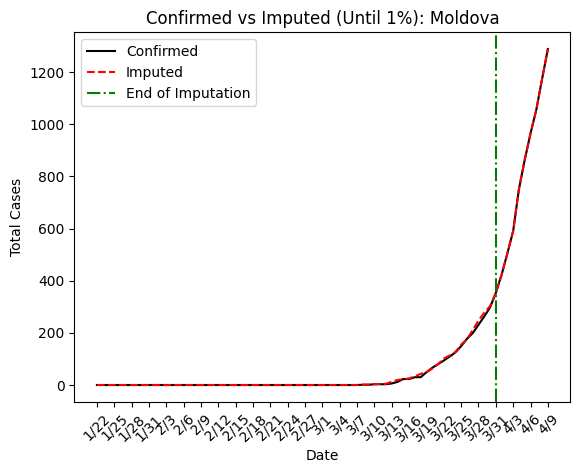 Confirmed vs Imputed (Until 1%): Moldova
Confirmed
Imputed
End of Imputation
Total Cases
1200
1000
800
600
400
200
0
1/22 1/25 1/28 1/31 2/3 2/6 2/9 2/12 2/15 2/18 2/21 2/24 2/27 3/1 3/4 3/7 3/10 3/13 3/16 3/19 3/22 3/25 3/28 3/31 4/3 4/6 4/9
Date